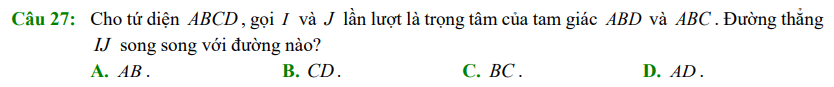 Câu 27: Cho tứ diện ABCD, gọi I và J lần lượt là trọng tâm của tam giác ABD và ABC. Đường thẳng
IJ song song với đường nào?
A. AB. B. CD. C. BC. D. AD.